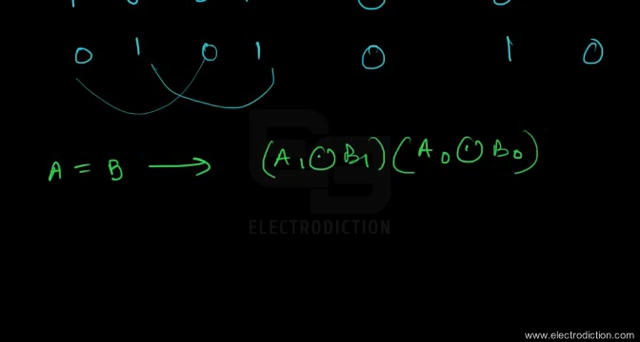 0 1 0 1 0 1 0
A = B → (A₁⊙B₁)(A₀⊙B₀)
ELECTRODICTION
www.electrodiction.com